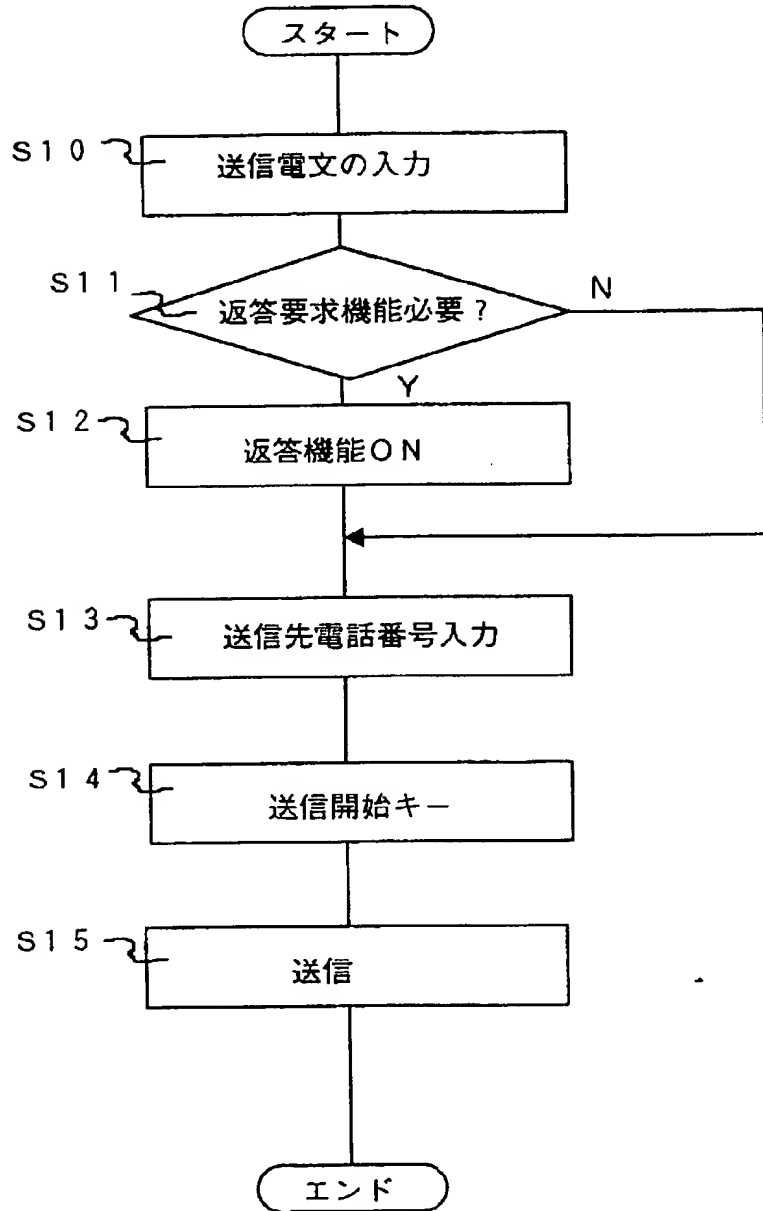 スタート
S10
送信電文の入力
S11
返答要求機能必要?
N
Y
S12
返答機能ON
S13
送信先電話番号入力
S14
送信開始キー
S15
送信
エンド